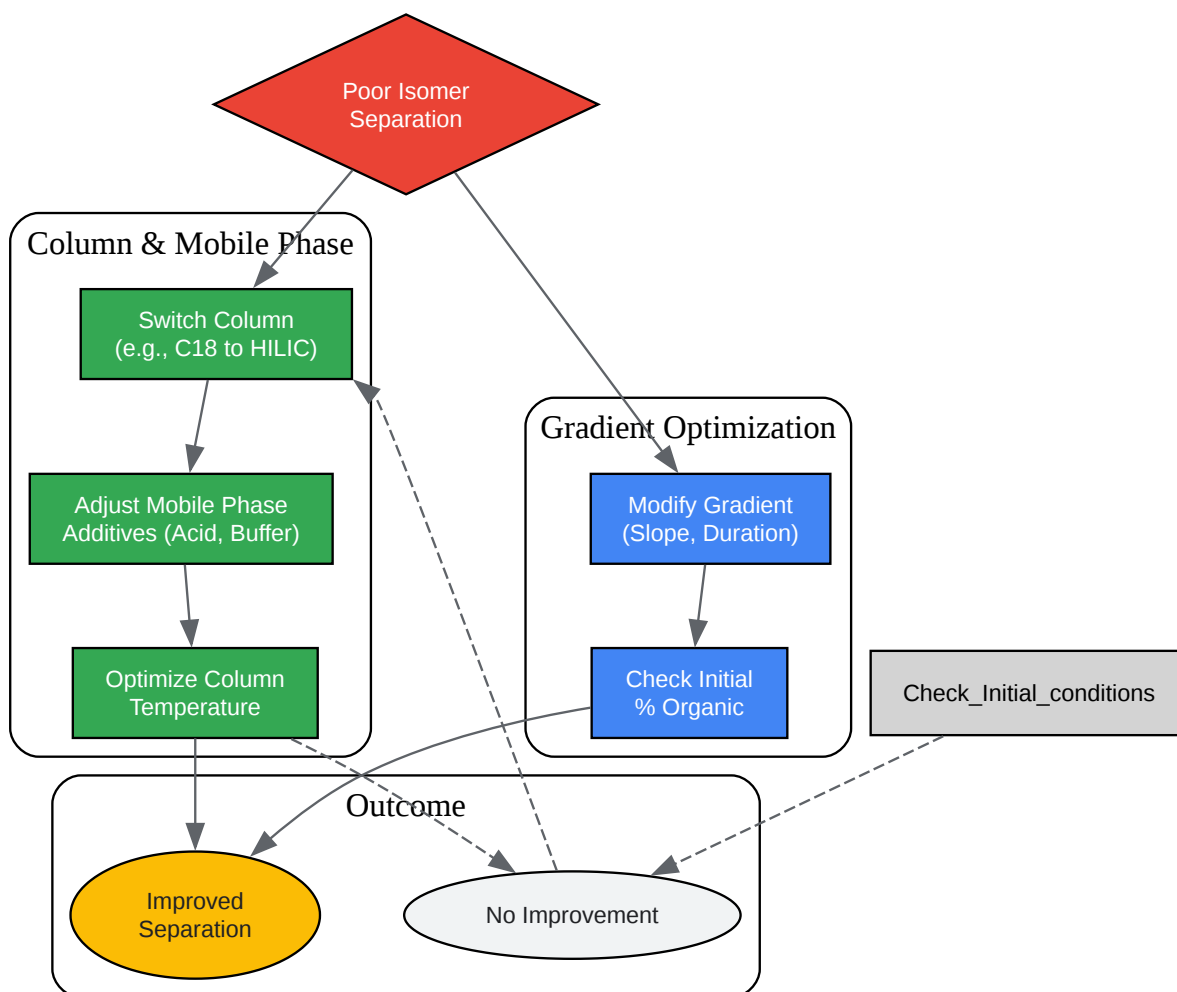 Poor Isomer
Separation
Column & Mobile Phase
Switch Column
(e.g., C18 to HILIC)
Adjust Mobile Phase
Additives (Acid, Buffer)
Optimize Column
Temperature
Gradient Optimization
Modify Gradient
(Slope, Duration)
Check Initial
% Organic
Check_Initial_conditions
Outcome
Improved
Separation
No Improvement